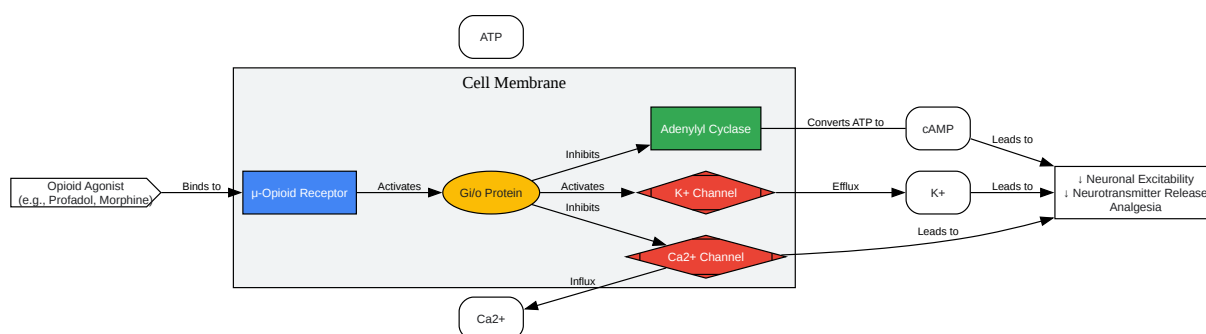 ATP
Cell Membrane
Adenylyl Cyclase
Converts ATP to
cAMP
Leads to
Inhibits
Opioid Agonist
(e.g., Profadol, Morphine)
Binds to
µ-Opioid Receptor
Activates
Gi/o Protein
Activates
K+ Channel
Efflux
K+
Leads to
↓ Neuronal Excitability
↓ Neurotransmitter Release
Analgesia
Inhibits
Ca2+ Channel
Leads to
Influx
Ca2+